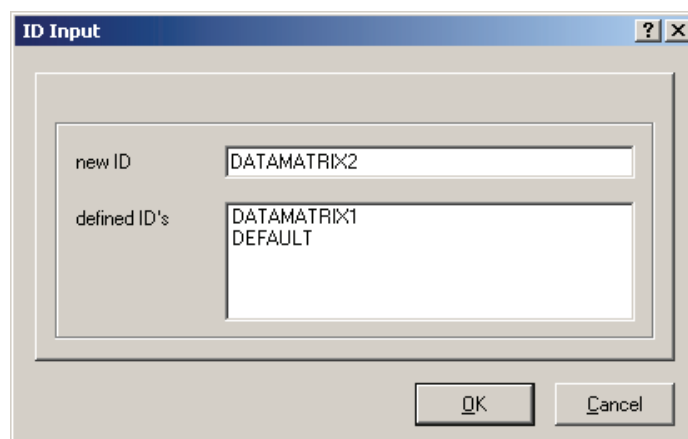 ID Input
new ID
DATAMATRIX2
defined ID's
DATAMATRIX1
DEFAULT
OK
Cancel